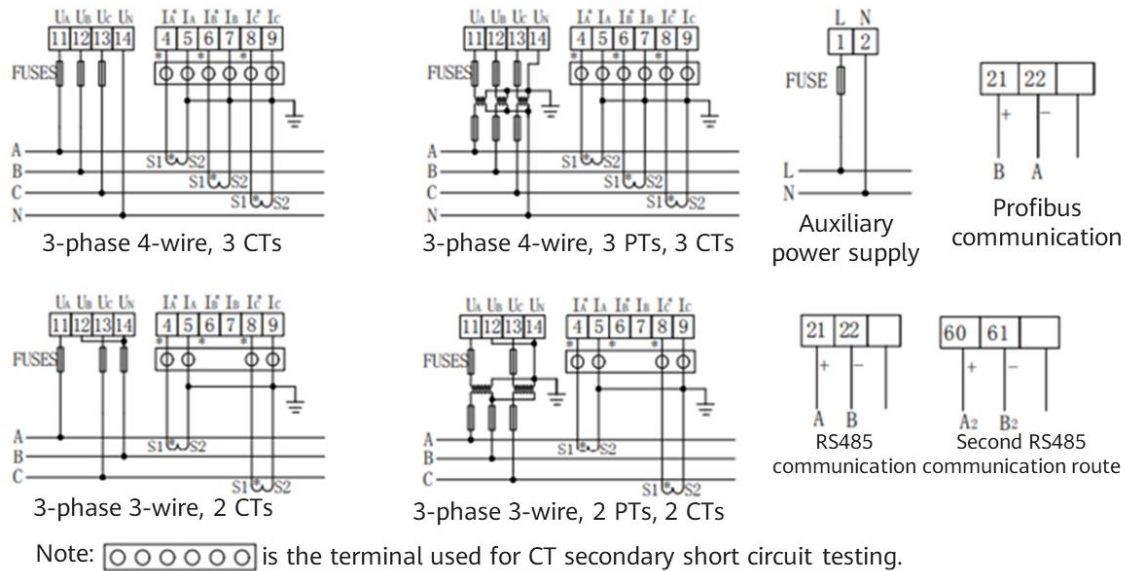 UA UB UC UN IA* IA IB* IB IC* IC
11 12 13 14 4 5 6 7 8 9
* * *
FUSES
A
S1 * S2
B
S1 * S2
C
S1 * S2
N
3-phase 4-wire, 3 CTs
UA UB UC UN IA* IA IB* IB IC* IC
11 12 13 14 4 5 6 7 8 9
* * *
FUSES
A
S1 * S2
B
S1 * S2
C
S1 * S2
N
3-phase 4-wire, 3 PTs, 3 CTs
L N
1 2
FUSE
L
N
Auxiliary
power supply
21 22
+ −
B A
Profibus
communication
UA UB UC UN IA* IA IB* IB IC* IC
11 12 13 14 4 5 6 7 8 9
* * *
FUSES
A
S1 * S2
B
C
S1 * S2
3-phase 3-wire, 2 CTs
UA UB UC UN IA* IA IB* IB IC* IC
11 12 13 14 4 5 6 7 8 9
* * *
FUSES
A
S1 * S2
B
C
S1 * S2
3-phase 3-wire, 2 PTs, 2 CTs
21 22
+ −
A B
RS485
communication
60 61
+ −
A2 B2
Second RS485
communication route
Note: is the terminal used for CT secondary short circuit testing.